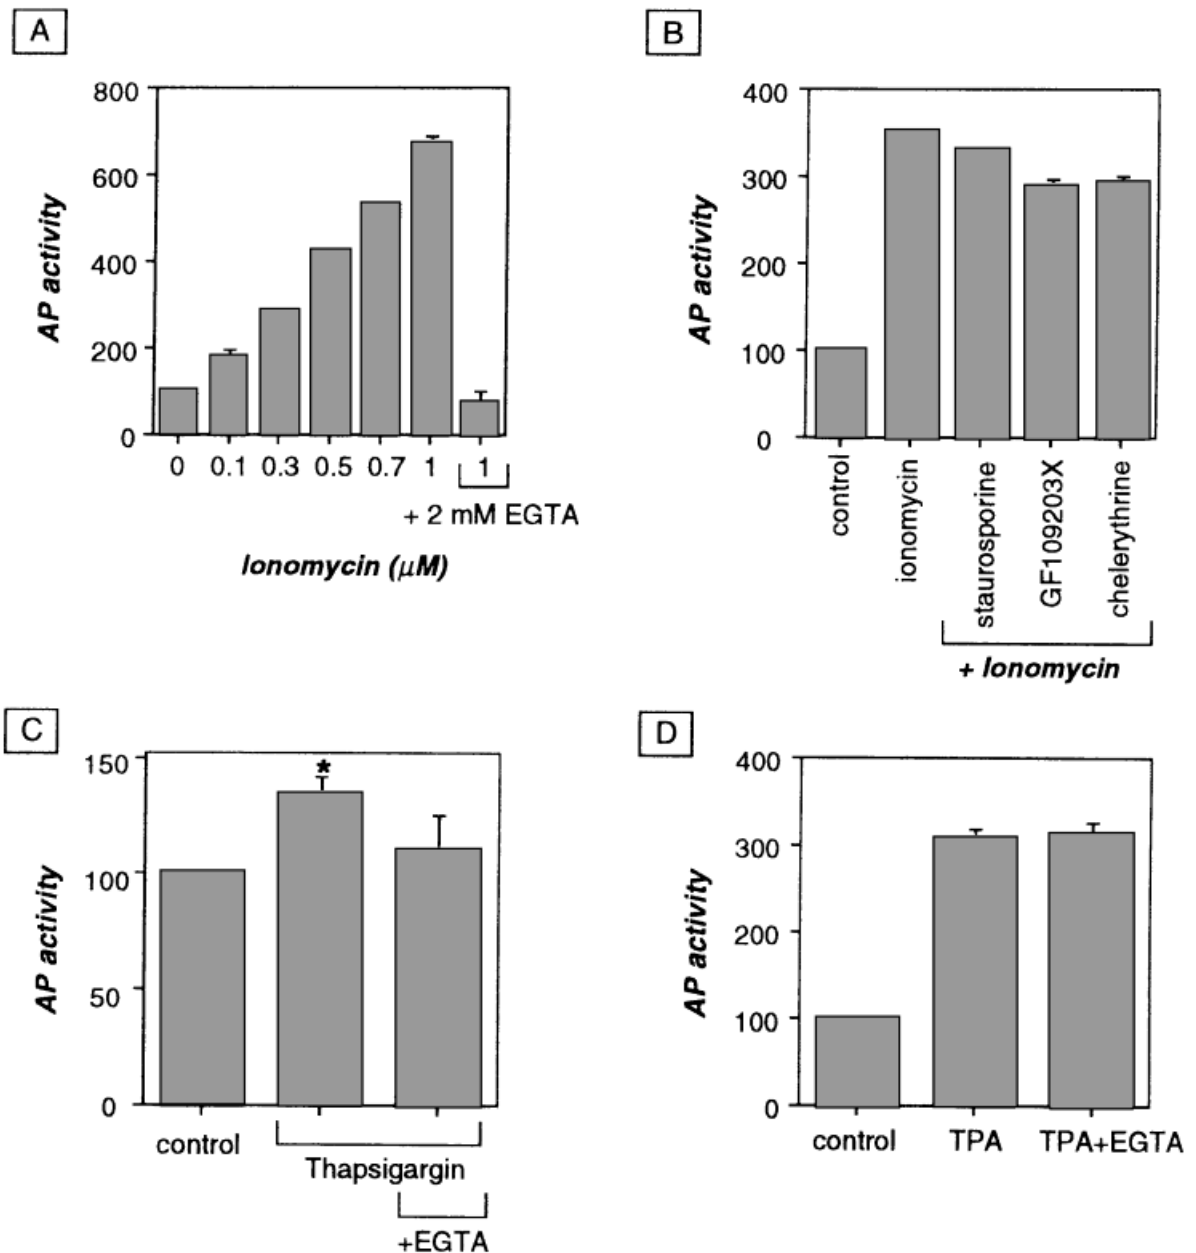 A
800
600
400
200
0
AP activity
0 0.1 0.3 0.5 0.7 1 1
+ 2 mM EGTA
Ionomycin (μM)
B
400
300
200
100
0
AP activity
control
ionomycin
staurosporine
GF109203X
chelerythrine
+ Ionomycin
C
150
100
50
0
AP activity
*
control
Thapsigargin
+EGTA
D
400
300
200
100
0
AP activity
control TPA TPA+EGTA